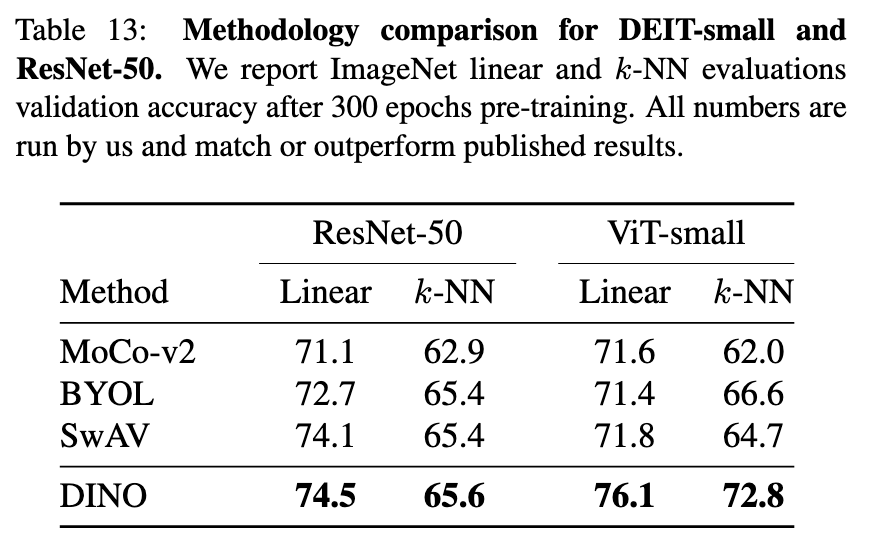 Table 13: Methodology comparison for DEIT-small and
ResNet-50. We report ImageNet linear and k-NN evaluations
validation accuracy after 300 epochs pre-training. All numbers are
run by us and match or outperform published results.
ResNet-50 ViT-small
Method Linear k-NN Linear k-NN
MoCo-v2 71.1 62.9 71.6 62.0
BYOL 72.7 65.4 71.4 66.6
SwAV 74.1 65.4 71.8 64.7
DINO 74.5 65.6 76.1 72.8